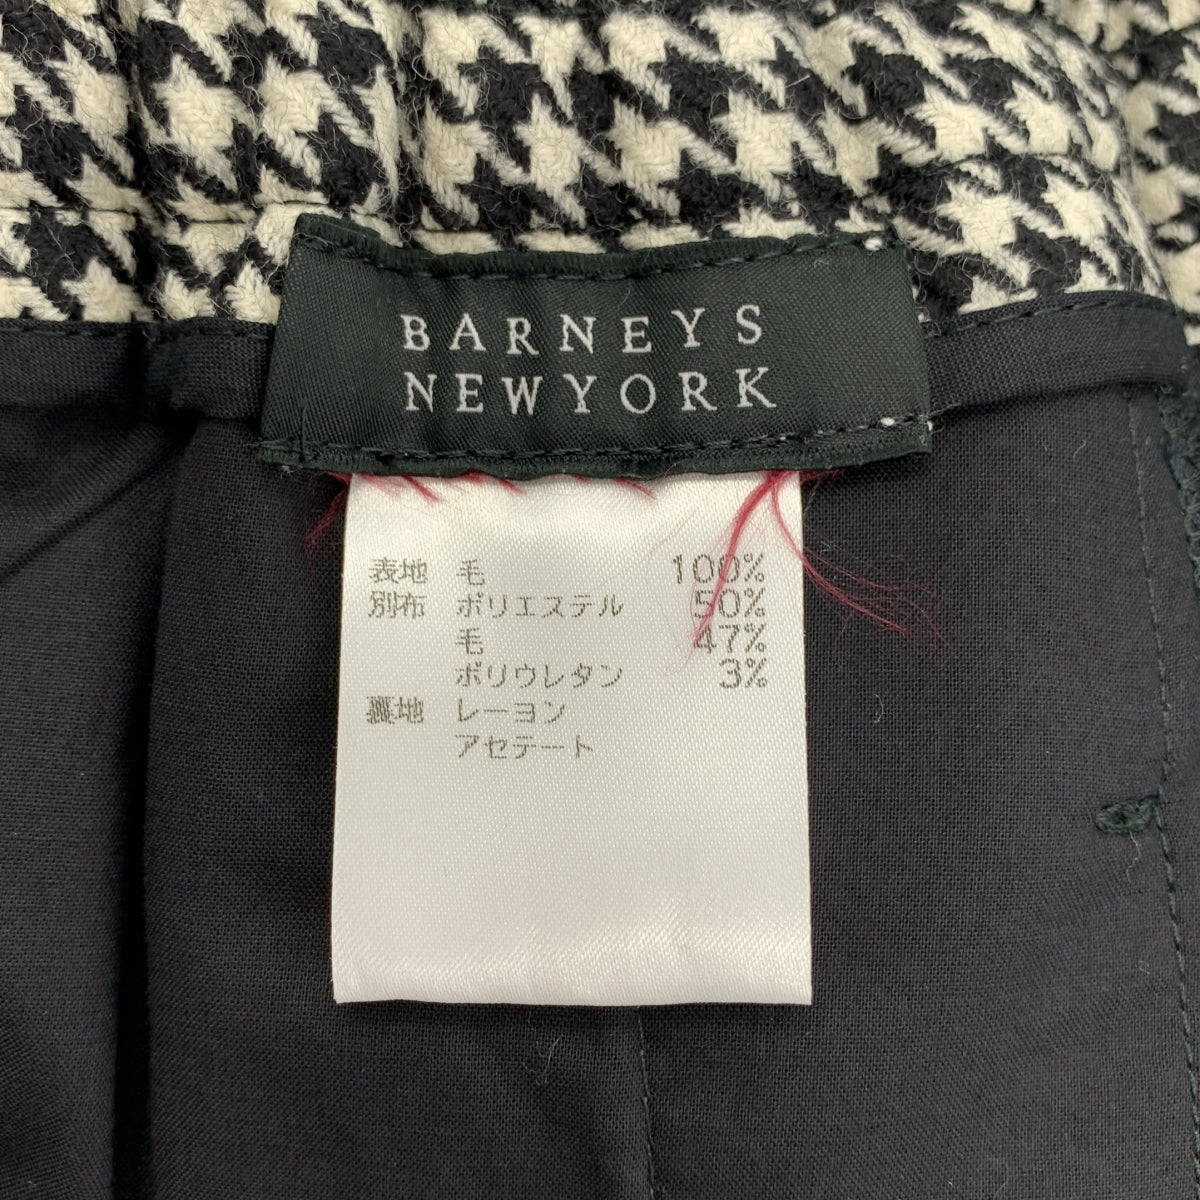 BARNEYS
NEWYORK
表地 毛 100%
別布 ポリエステル 50%
毛 47%
ポリウレタン 3%
裏地 レーヨン
アセテート